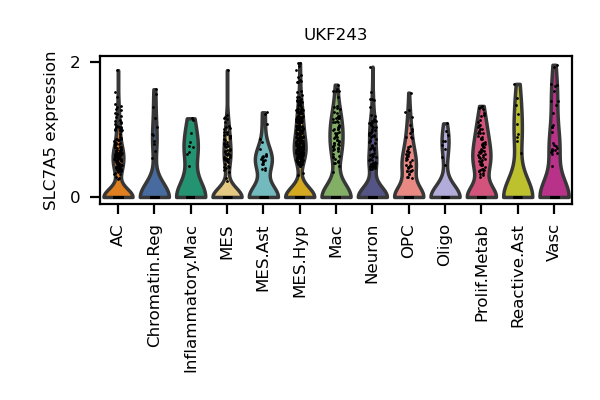 UKF243
SLC7A5 expression
2
0
AC
Chromatin.Reg
Inflammatory.Mac
MES
MES.Ast
MES.Hyp
Mac
Neuron
OPC
Oligo
Prolif.Metab
Reactive.Ast
Vasc